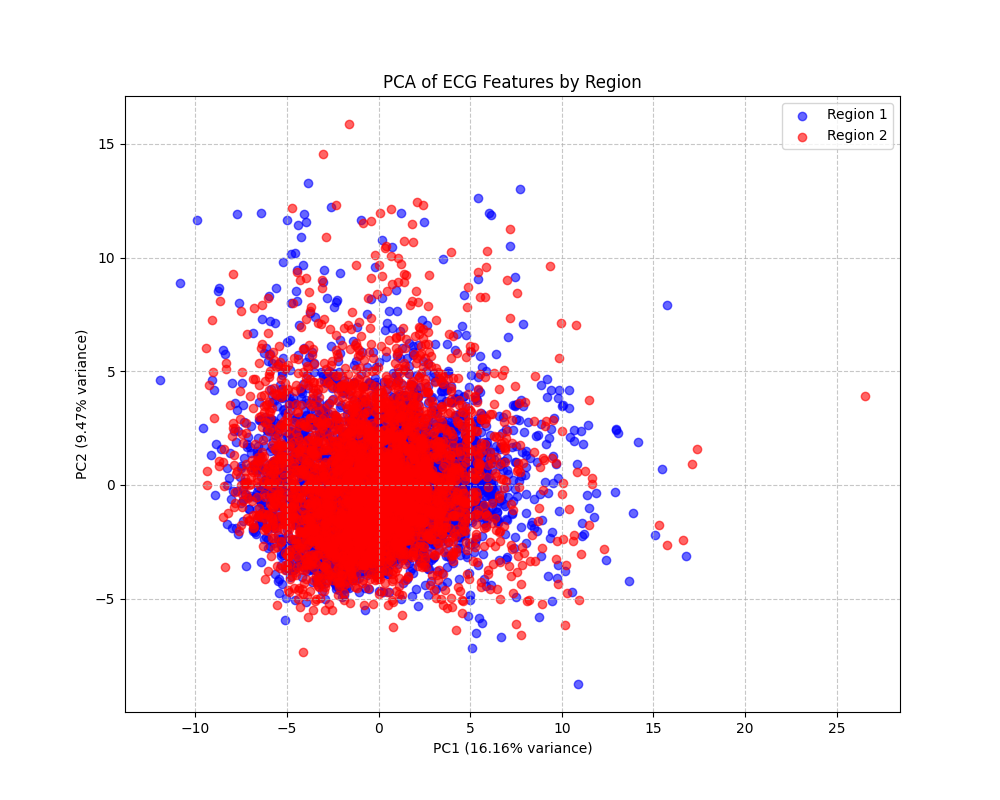 PCA of ECG Features by Region
Region 1
Region 2
PC2 (9.47% variance)
15
10
5
0
−5
−10
−5
0
5
10
15
20
25
PC1 (16.16% variance)